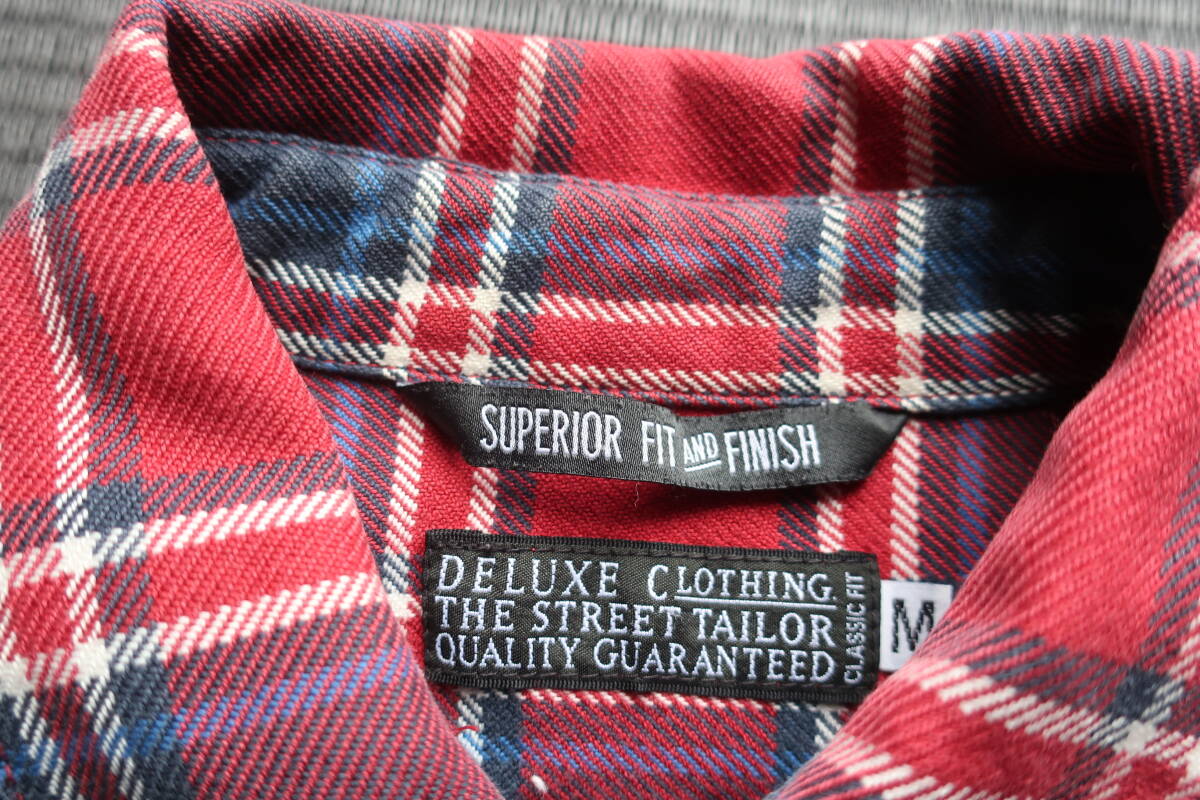 SUPERIOR FIT AND FINISH
DELUXE CLOTHING
THE STREET TAILOR
QUALITY GUARANTEED
CLASSIC FIT
M